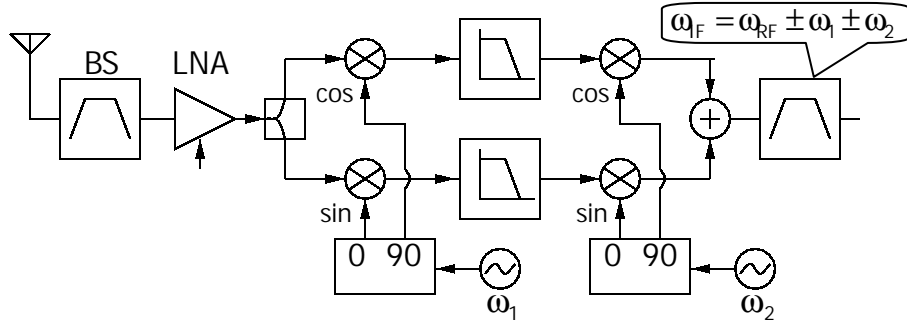 ω_IF = ω_RF ± ω_1 ± ω_2
BS LNA
cos cos
+
sin sin
0 90 0 90
ω_1 ω_2